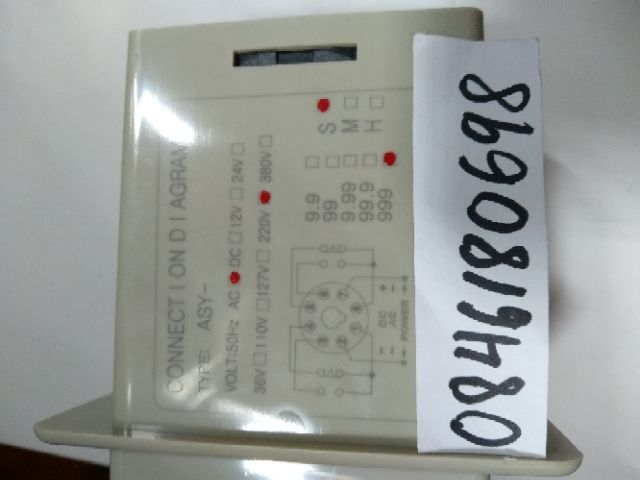 CONNECTION DIAGRAM
TYPE: ASY-
VOLT:50Hz AC DC 12V 24V
36V 110V 127V 220V 380V
S M H
9.9 99 9.99 99.9 999
DC
AC
POWER
0846180698